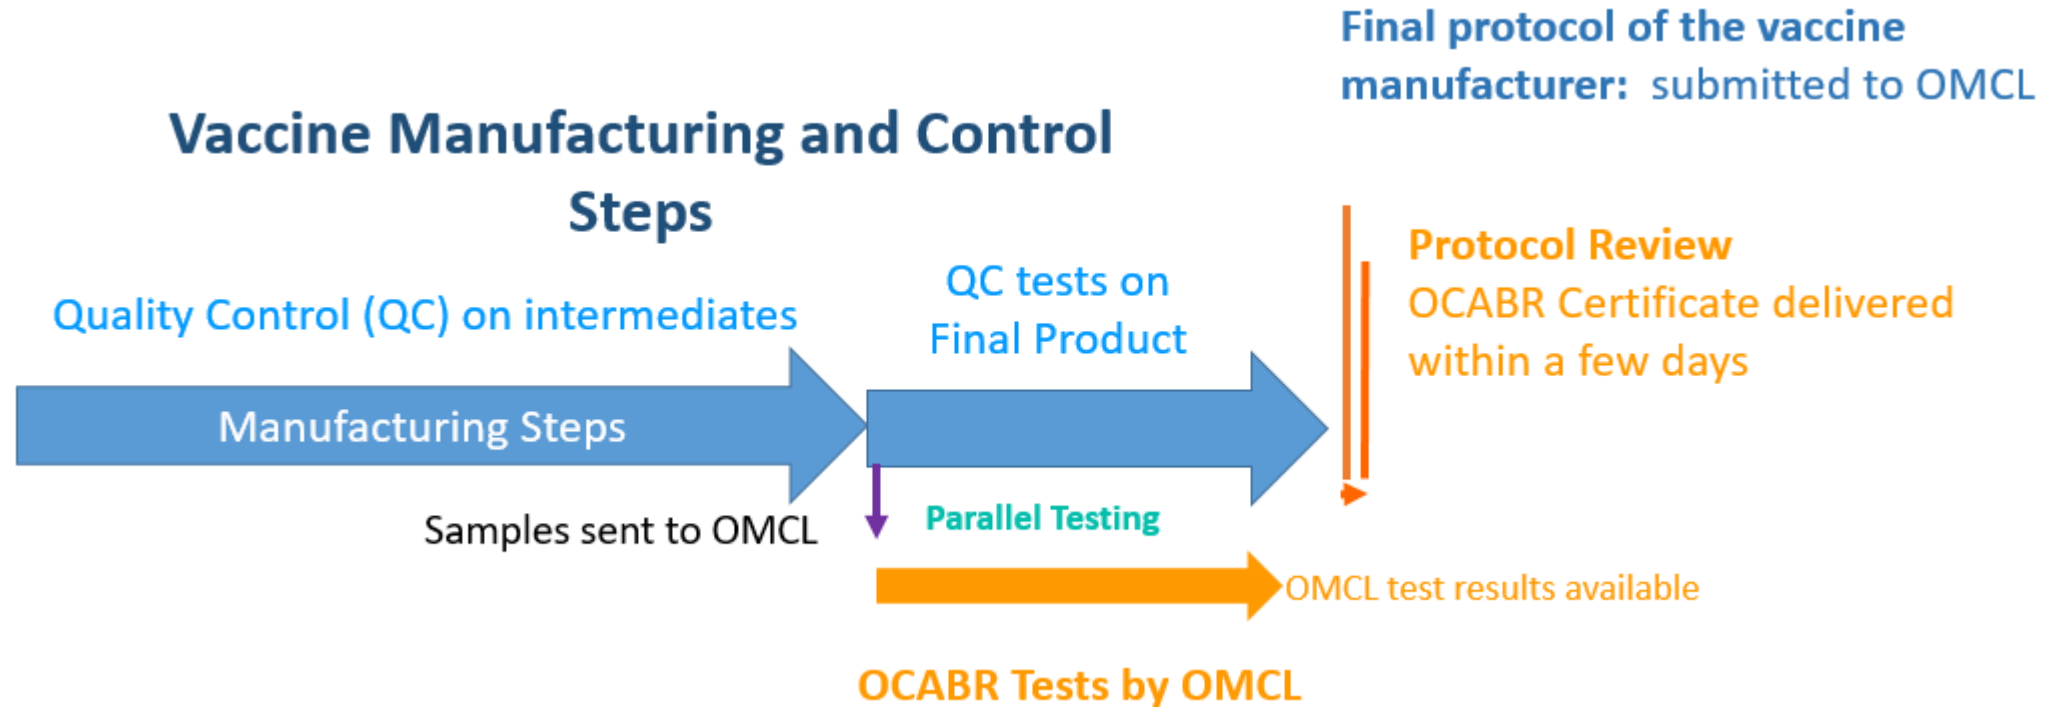 Final protocol of the vaccine
manufacturer: submitted to OMCL
Vaccine Manufacturing and Control
Steps
Quality Control (QC) on intermediates
QC tests on
Final Product
Protocol Review
OCABR Certificate delivered
within a few days
Manufacturing Steps
Samples sent to OMCL
Parallel Testing
OMCL test results available
OCABR Tests by OMCL